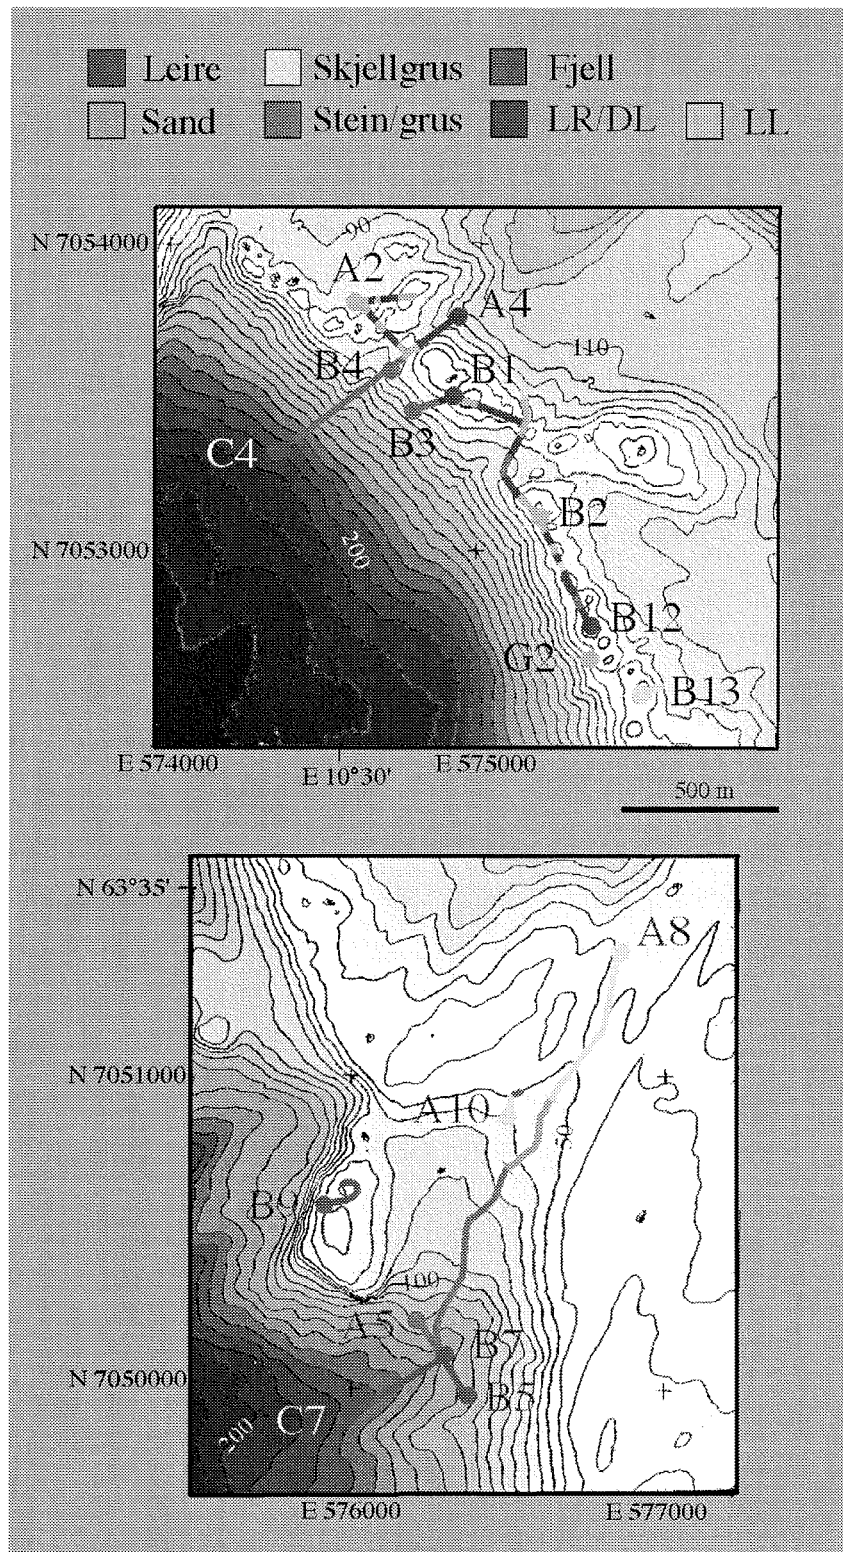 Leire Skjellgrus Fjell
Sand Stein/grus LR/DL LL
N 7054000
90
A2
A4
110
B4
B1
C4
B3
B2
N 7053000
200
B12
G2
B13
E 574000
E 10°30'
E 575000
500 m
N 63°35'
A8
N 7051000
A10
B9
100
A5
B7
N 7050000
B5
C7
200
E 576000
E 577000